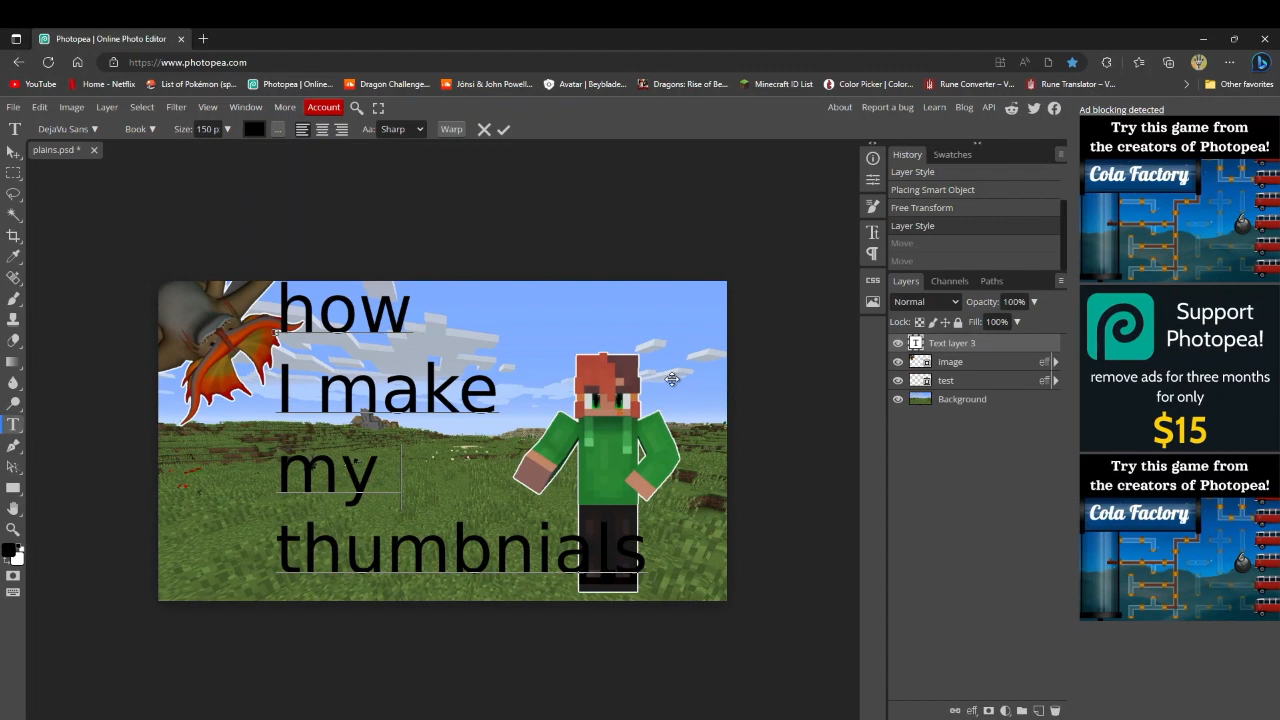 Photopea | Online Photo Editor
https://www.photopea.com
YouTube
Home - Netflix
List of Pokémon (sp...
Photopea | Online...
Dragon Challenge...
Jónsi & John Powell...
Avatar | Beyblade...
Dragons: Rise of Be...
Minecraft ID List
Color Picker | Color...
Rune Converter – V...
Rune Translator – V...
Other favorites
File Edit Image Layer Select Filter View Window More Account
About Report a bug Learn Blog API
Ad blocking detected
DejaVu Sans Book Size: 150 p ... Aa: Sharp Warp
plains.psd *
History Swatches
Layer Style
Placing Smart Object
Free Transform
Layer Style
Move
Move
Layers Channels Paths
Normal Opacity: 100%
Lock: Fill: 100%
Text layer 3
Image eff
test eff
Background
CSS
eff
how
I make
my
thumbnials
Try this game from
the creators of Photopea!
Cola Factory
Support
Photopea!
remove ads for three months
for only
$15
Try this game from
the creators of Photopea!
Cola Factory